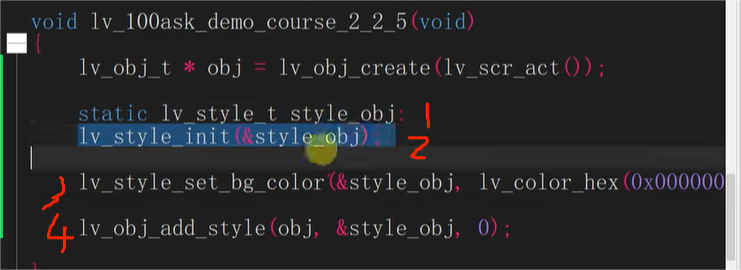 void lv_100ask_demo_course_2_2_5(void)
{
lv_obj_t * obj = lv_obj_create(lv_scr_act());
static lv_style_t style_obj; 1
lv_style_init(&style_obj); 2
3 lv_style_set_bg_color(&style_obj, lv_color_hex(0x000000
4 lv_obj_add_style(obj, &style_obj, 0);
}